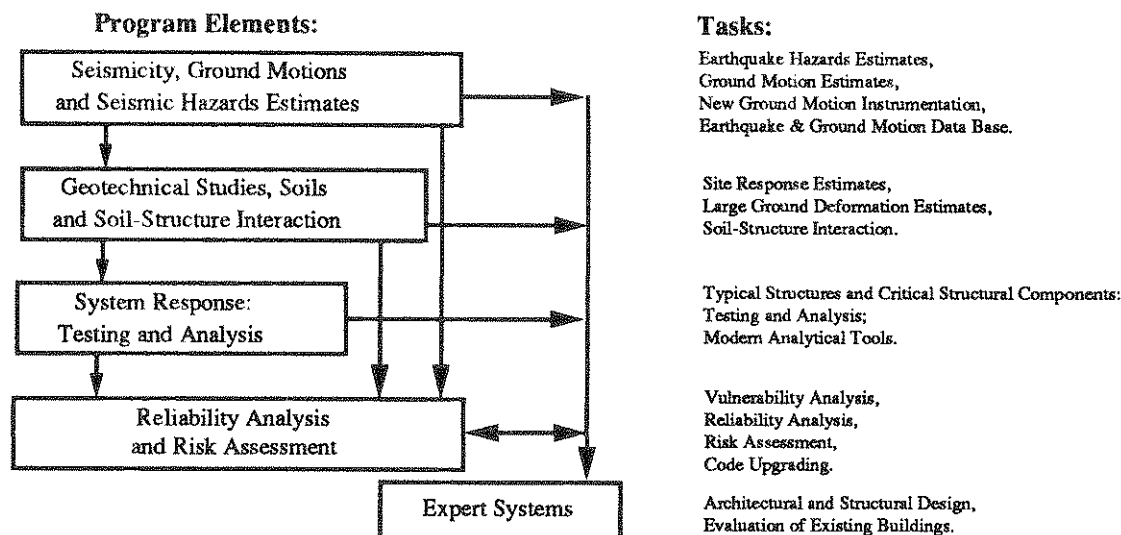 Program Elements:
Seismicity, Ground Motions
and Seismic Hazards Estimates
Geotechnical Studies, Soils
and Soil-Structure Interaction
System Response:
Testing and Analysis
Reliability Analysis
and Risk Assessment
Expert Systems
Tasks:
Earthquake Hazards Estimates,
Ground Motion Estimates,
New Ground Motion Instrumentation,
Earthquake & Ground Motion Data Base.
Site Response Estimates,
Large Ground Deformation Estimates,
Soil-Structure Interaction.
Typical Structures and Critical Structural Components:
Testing and Analysis;
Modern Analytical Tools.
Vulnerability Analysis,
Reliability Analysis,
Risk Assessment,
Code Upgrading.
Architectural and Structural Design,
Evaluation of Existing Buildings.